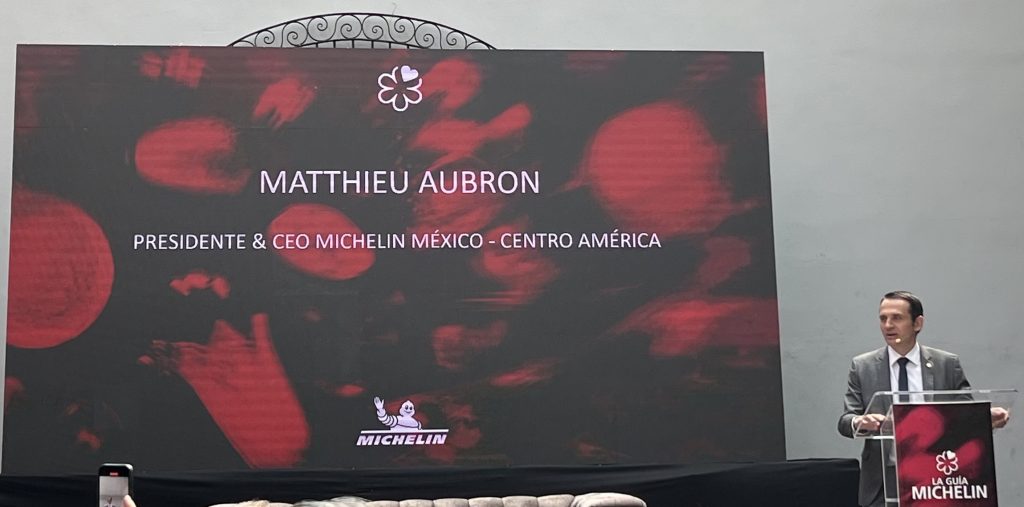 MATTHIEU AUBRON
PRESIDENTE & CEO MICHELIN MÉXICO - CENTRO AMÉRICA
MICHELIN
LA GUÍA
MICHELIN